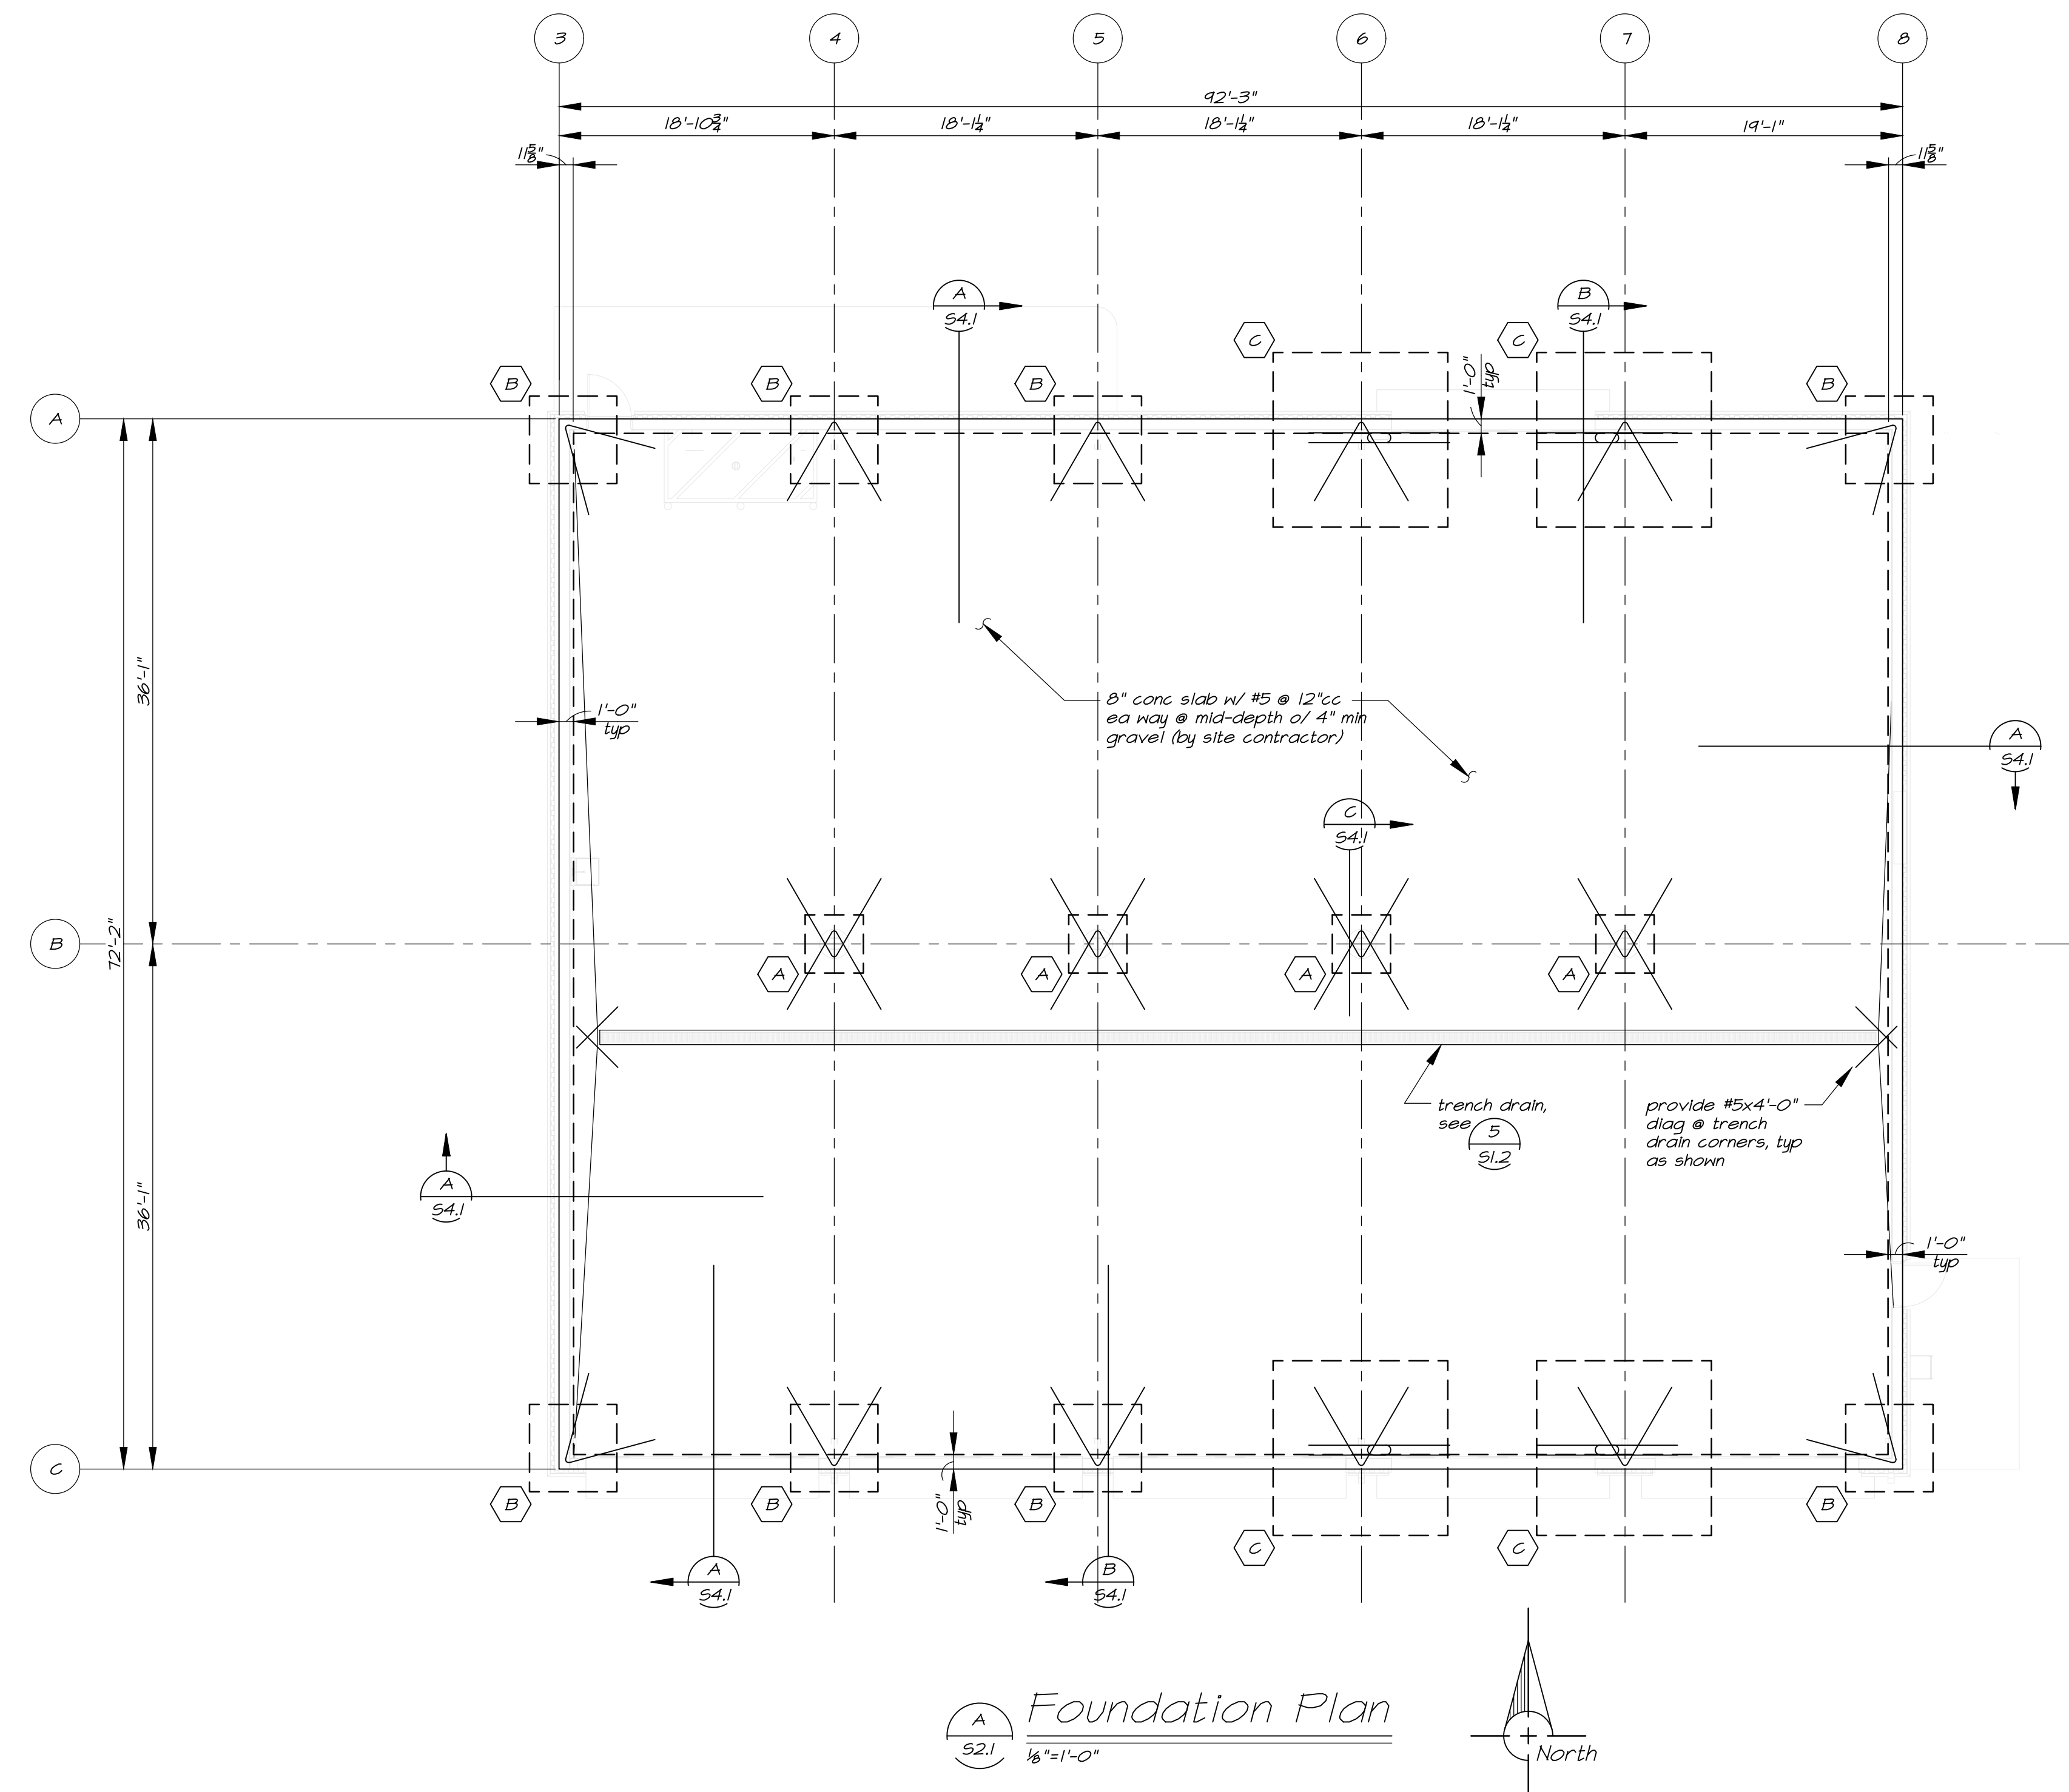 3
4
5
6
7
8
92'-3"
18'-10¾"
18'-1¼"
18'-1¼"
18'-1¼"
19'-1"
11⅝"
11⅝"
A
S4.1
B
S4.1
C
C
1'-0"
typ
B
B
B
B
A
36'-1"
1'-0"
typ
8" conc slab w/ #5 @ 12"cc
ea way @ mid-depth o/ 4" min
gravel (by site contractor)
A
S4.1
C
S4.1
72'-2"
B
A
A
A
A
trench drain,
see
5
S1.2
provide #5x4'-0"
diag @ trench
drain corners, typ
as shown
A
S4.1
36'-1"
1'-0"
typ
C
B
B
B
1'-0"
typ
B
C
C
A
S4.1
B
S4.1
A
S2.1
Foundation Plan
⅛"=1'-0"
North